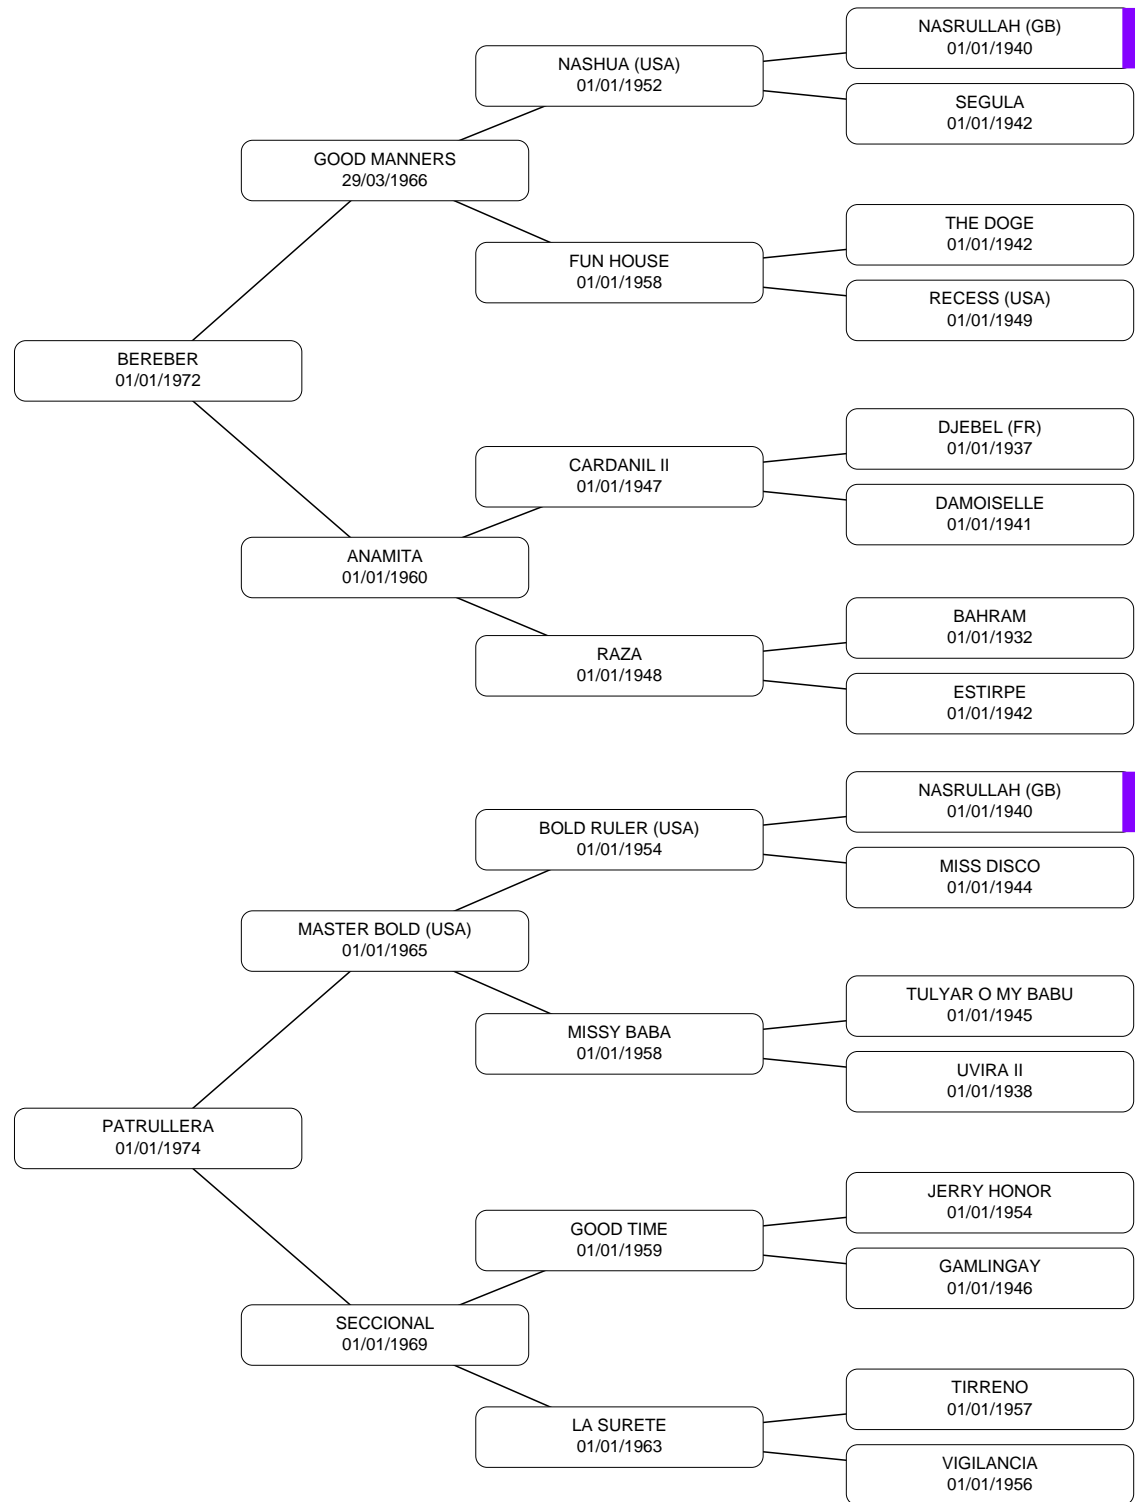 NASRULLAH (GB)
01/01/1940
NASHUA (USA)
01/01/1952
SEGULA
01/01/1942
GOOD MANNERS
29/03/1966
THE DOGE
01/01/1942
FUN HOUSE
01/01/1958
RECESS (USA)
01/01/1949
BEREBER
01/01/1972
DJEBEL (FR)
01/01/1937
CARDANIL II
01/01/1947
DAMOISELLE
01/01/1941
ANAMITA
01/01/1960
BAHRAM
01/01/1932
RAZA
01/01/1948
ESTIRPE
01/01/1942
NASRULLAH (GB)
01/01/1940
BOLD RULER (USA)
01/01/1954
MISS DISCO
01/01/1944
MASTER BOLD (USA)
01/01/1965
TULYAR O MY BABU
01/01/1945
MISSY BABA
01/01/1958
UVIRA II
01/01/1938
PATRULLERA
01/01/1974
JERRY HONOR
01/01/1954
GOOD TIME
01/01/1959
GAMLINGAY
01/01/1946
SECCIONAL
01/01/1969
TIRRENO
01/01/1957
LA SURETE
01/01/1963
VIGILANCIA
01/01/1956